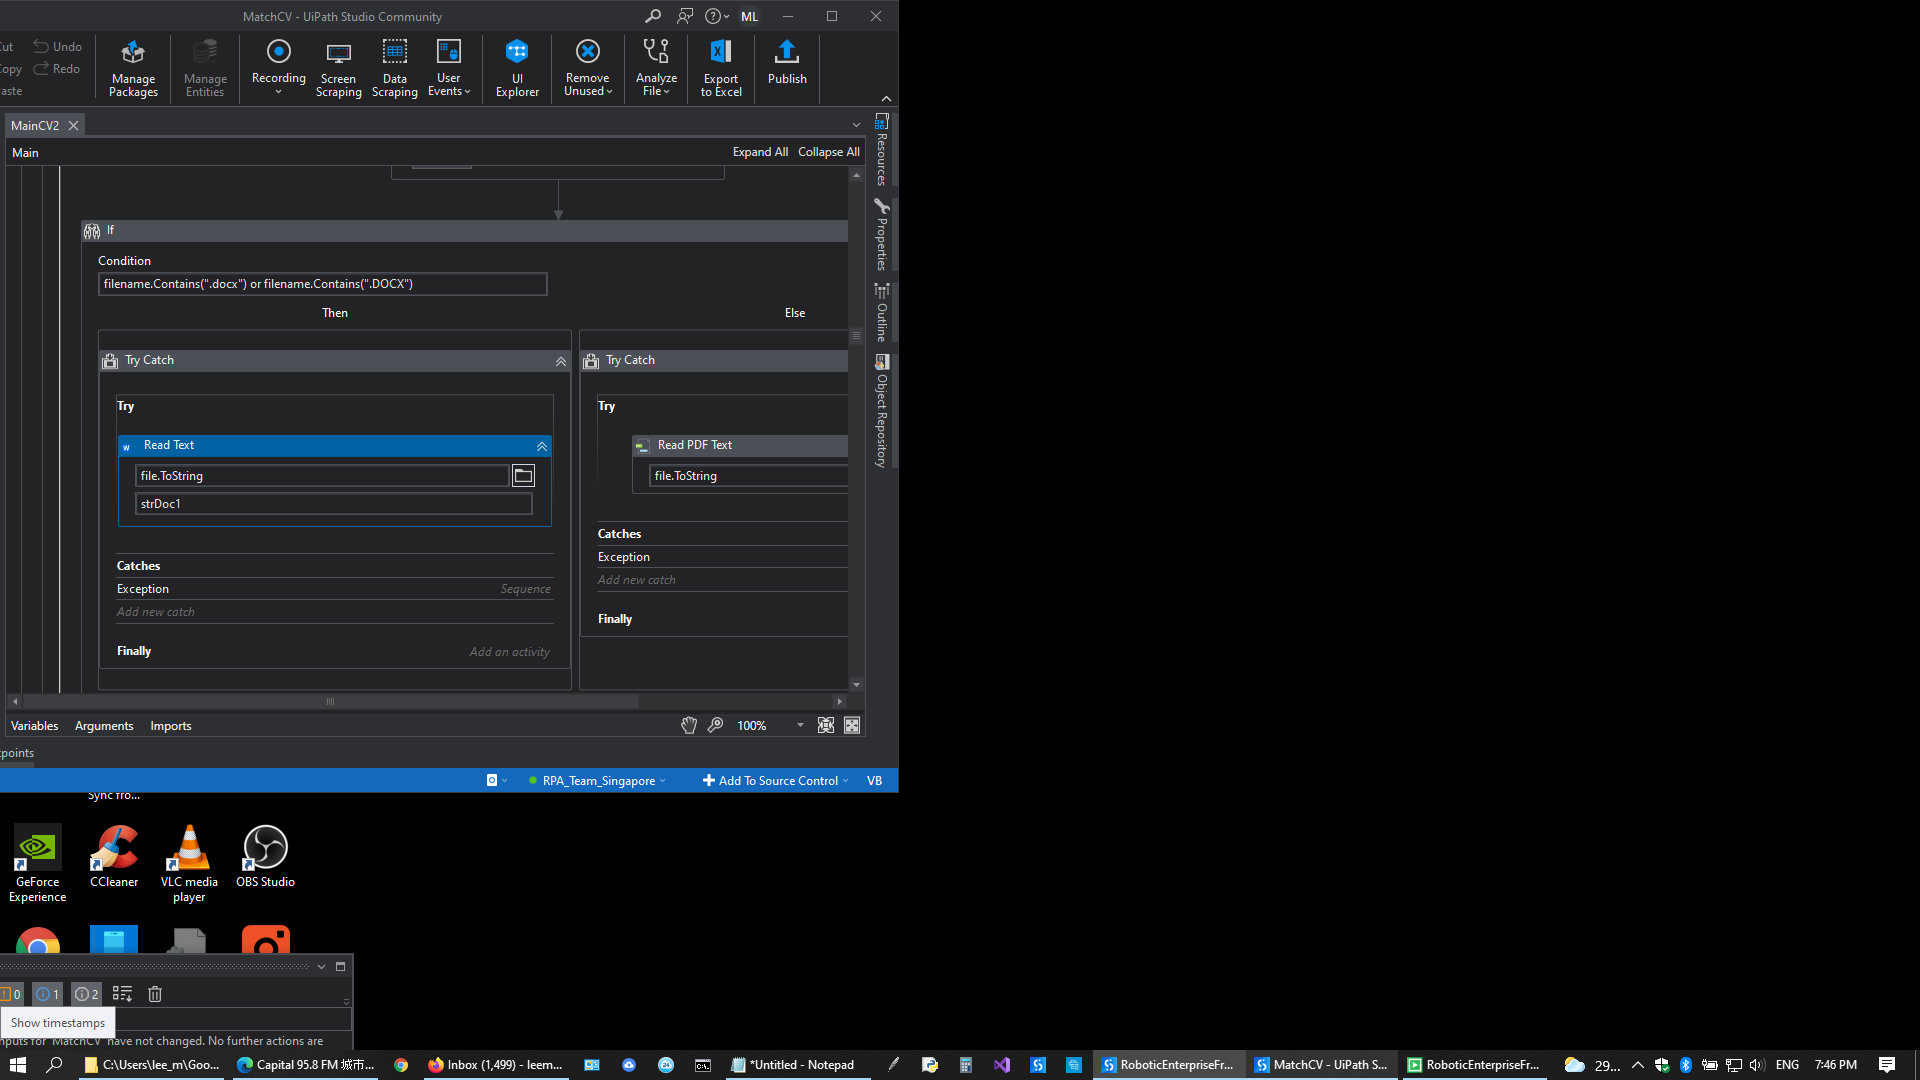 MatchCV - UiPath Studio Community
ML
Cut
Undo
Copy
Redo
Paste
Manage Packages
Manage Entities
Recording
Screen Scraping
Data Scraping
User Events
UI Explorer
Remove Unused
Analyze File
Export to Excel
Publish
MainCV2
Main
Expand All
Collapse All
Resources
Properties
Outline
Object Repository
If
Condition
filename.Contains(".docx") or filename.Contains(".DOCX")
Then
Else
Try Catch
Try Catch
Try
Try
Read Text
Read PDF Text
file.ToString
file.ToString
strDoc1
Catches
Exception
Sequence
Add new catch
Finally
Add an activity
Catches
Exception
Add new catch
Finally
Variables
Arguments
Imports
100%
points
RPA_Team_Singapore
Add To Source Control
VB
Sync fro...
GeForce Experience
CCleaner
VLC media player
OBS Studio
0
1
2
Show timestamps
nputs for 'MatchCV' have not changed. No further actions are
C:\Users\lee_m\Goo...
Capital 95.8 FM 城市...
Inbox (1,499) - leem...
*Untitled - Notepad
RoboticEnterpriseFr...
MatchCV - UiPath S...
RoboticEnterpriseFr...
29...
ENG
7:46 PM